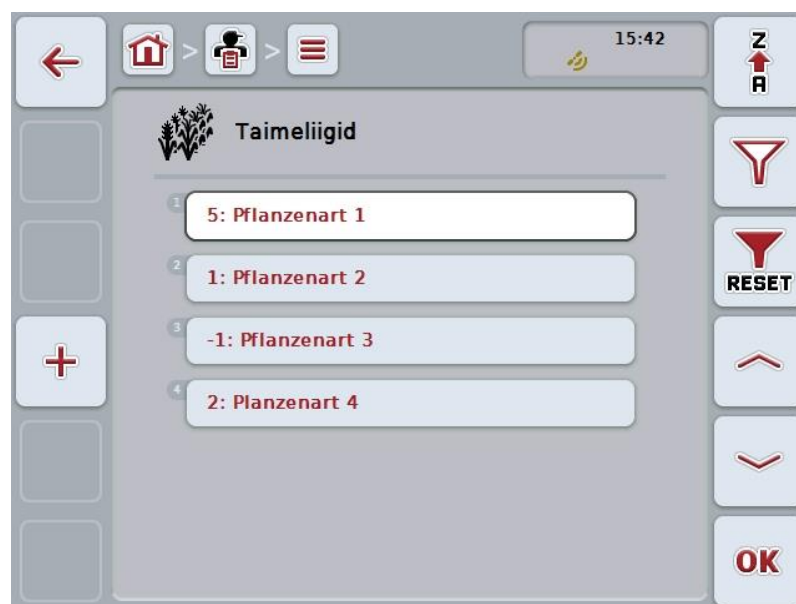 15:42
Z
A
Taimeliigid
1
5: Pflanzenart 1
2
1: Pflanzenart 2
RESET
3
-1: Pflanzenart 3
4
2: Planzenart 4
OK